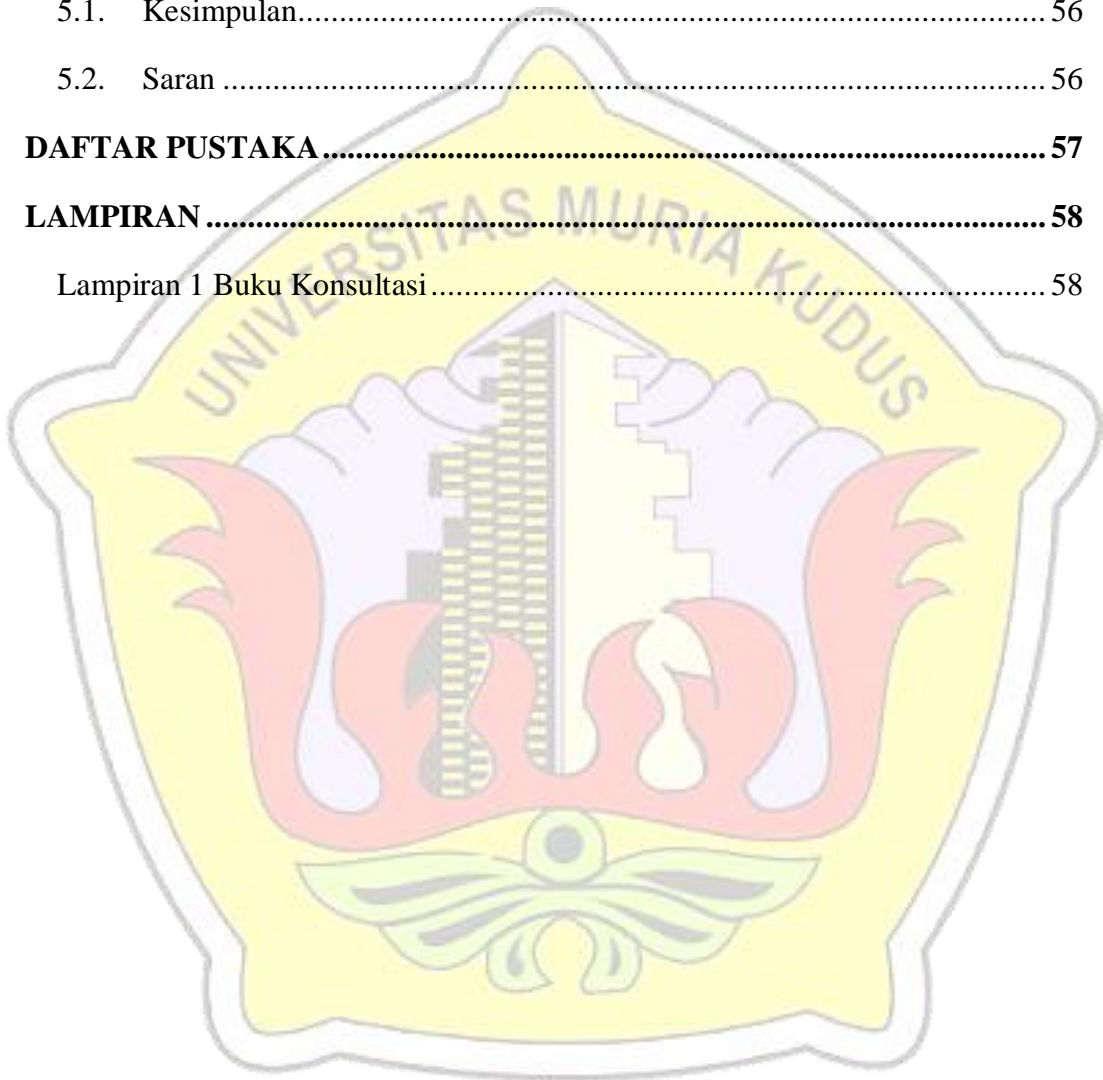 5.1. Kesimpulan........................................................................................... 56
5.2. Saran .................................................................................................... 56
DAFTAR PUSTAKA........................................................................................ 57
LAMPIRAN ...................................................................................................... 58
Lampiran 1 Buku Konsultasi........................................................................... 58
UNIVERSITAS MURIA KUDUS